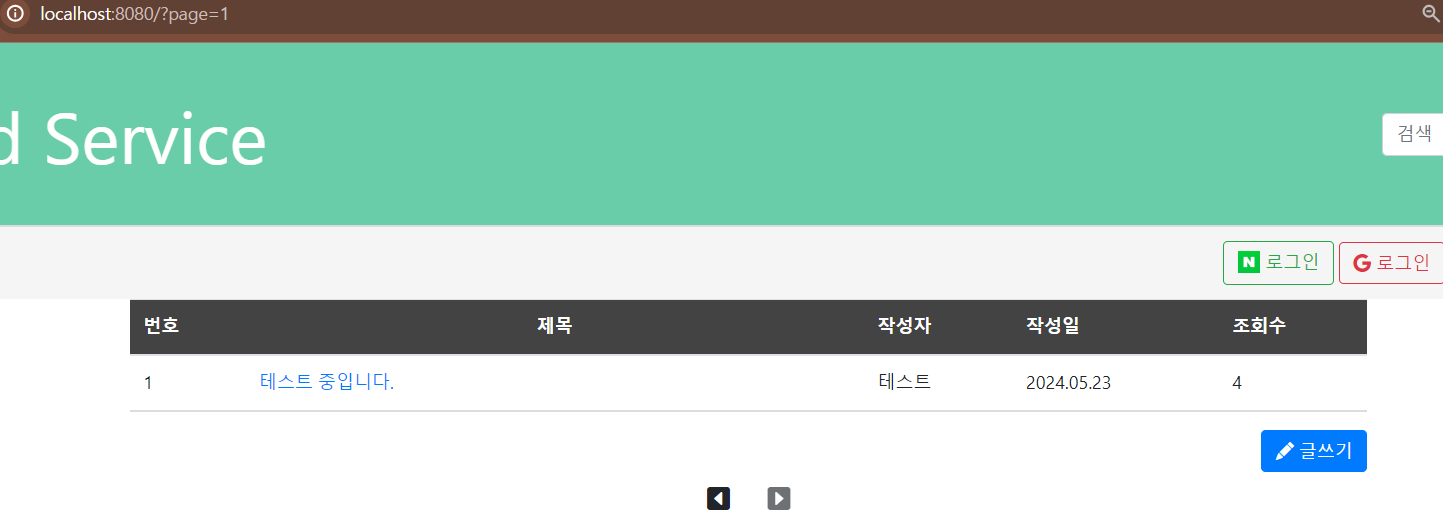 localhost:8080/?page=1
d Service
검색
N 로그인 G 로그인
번호 제목 작성자 작성일 조회수
1 테스트 중입니다. 테스트 2024.05.23 4
글쓰기